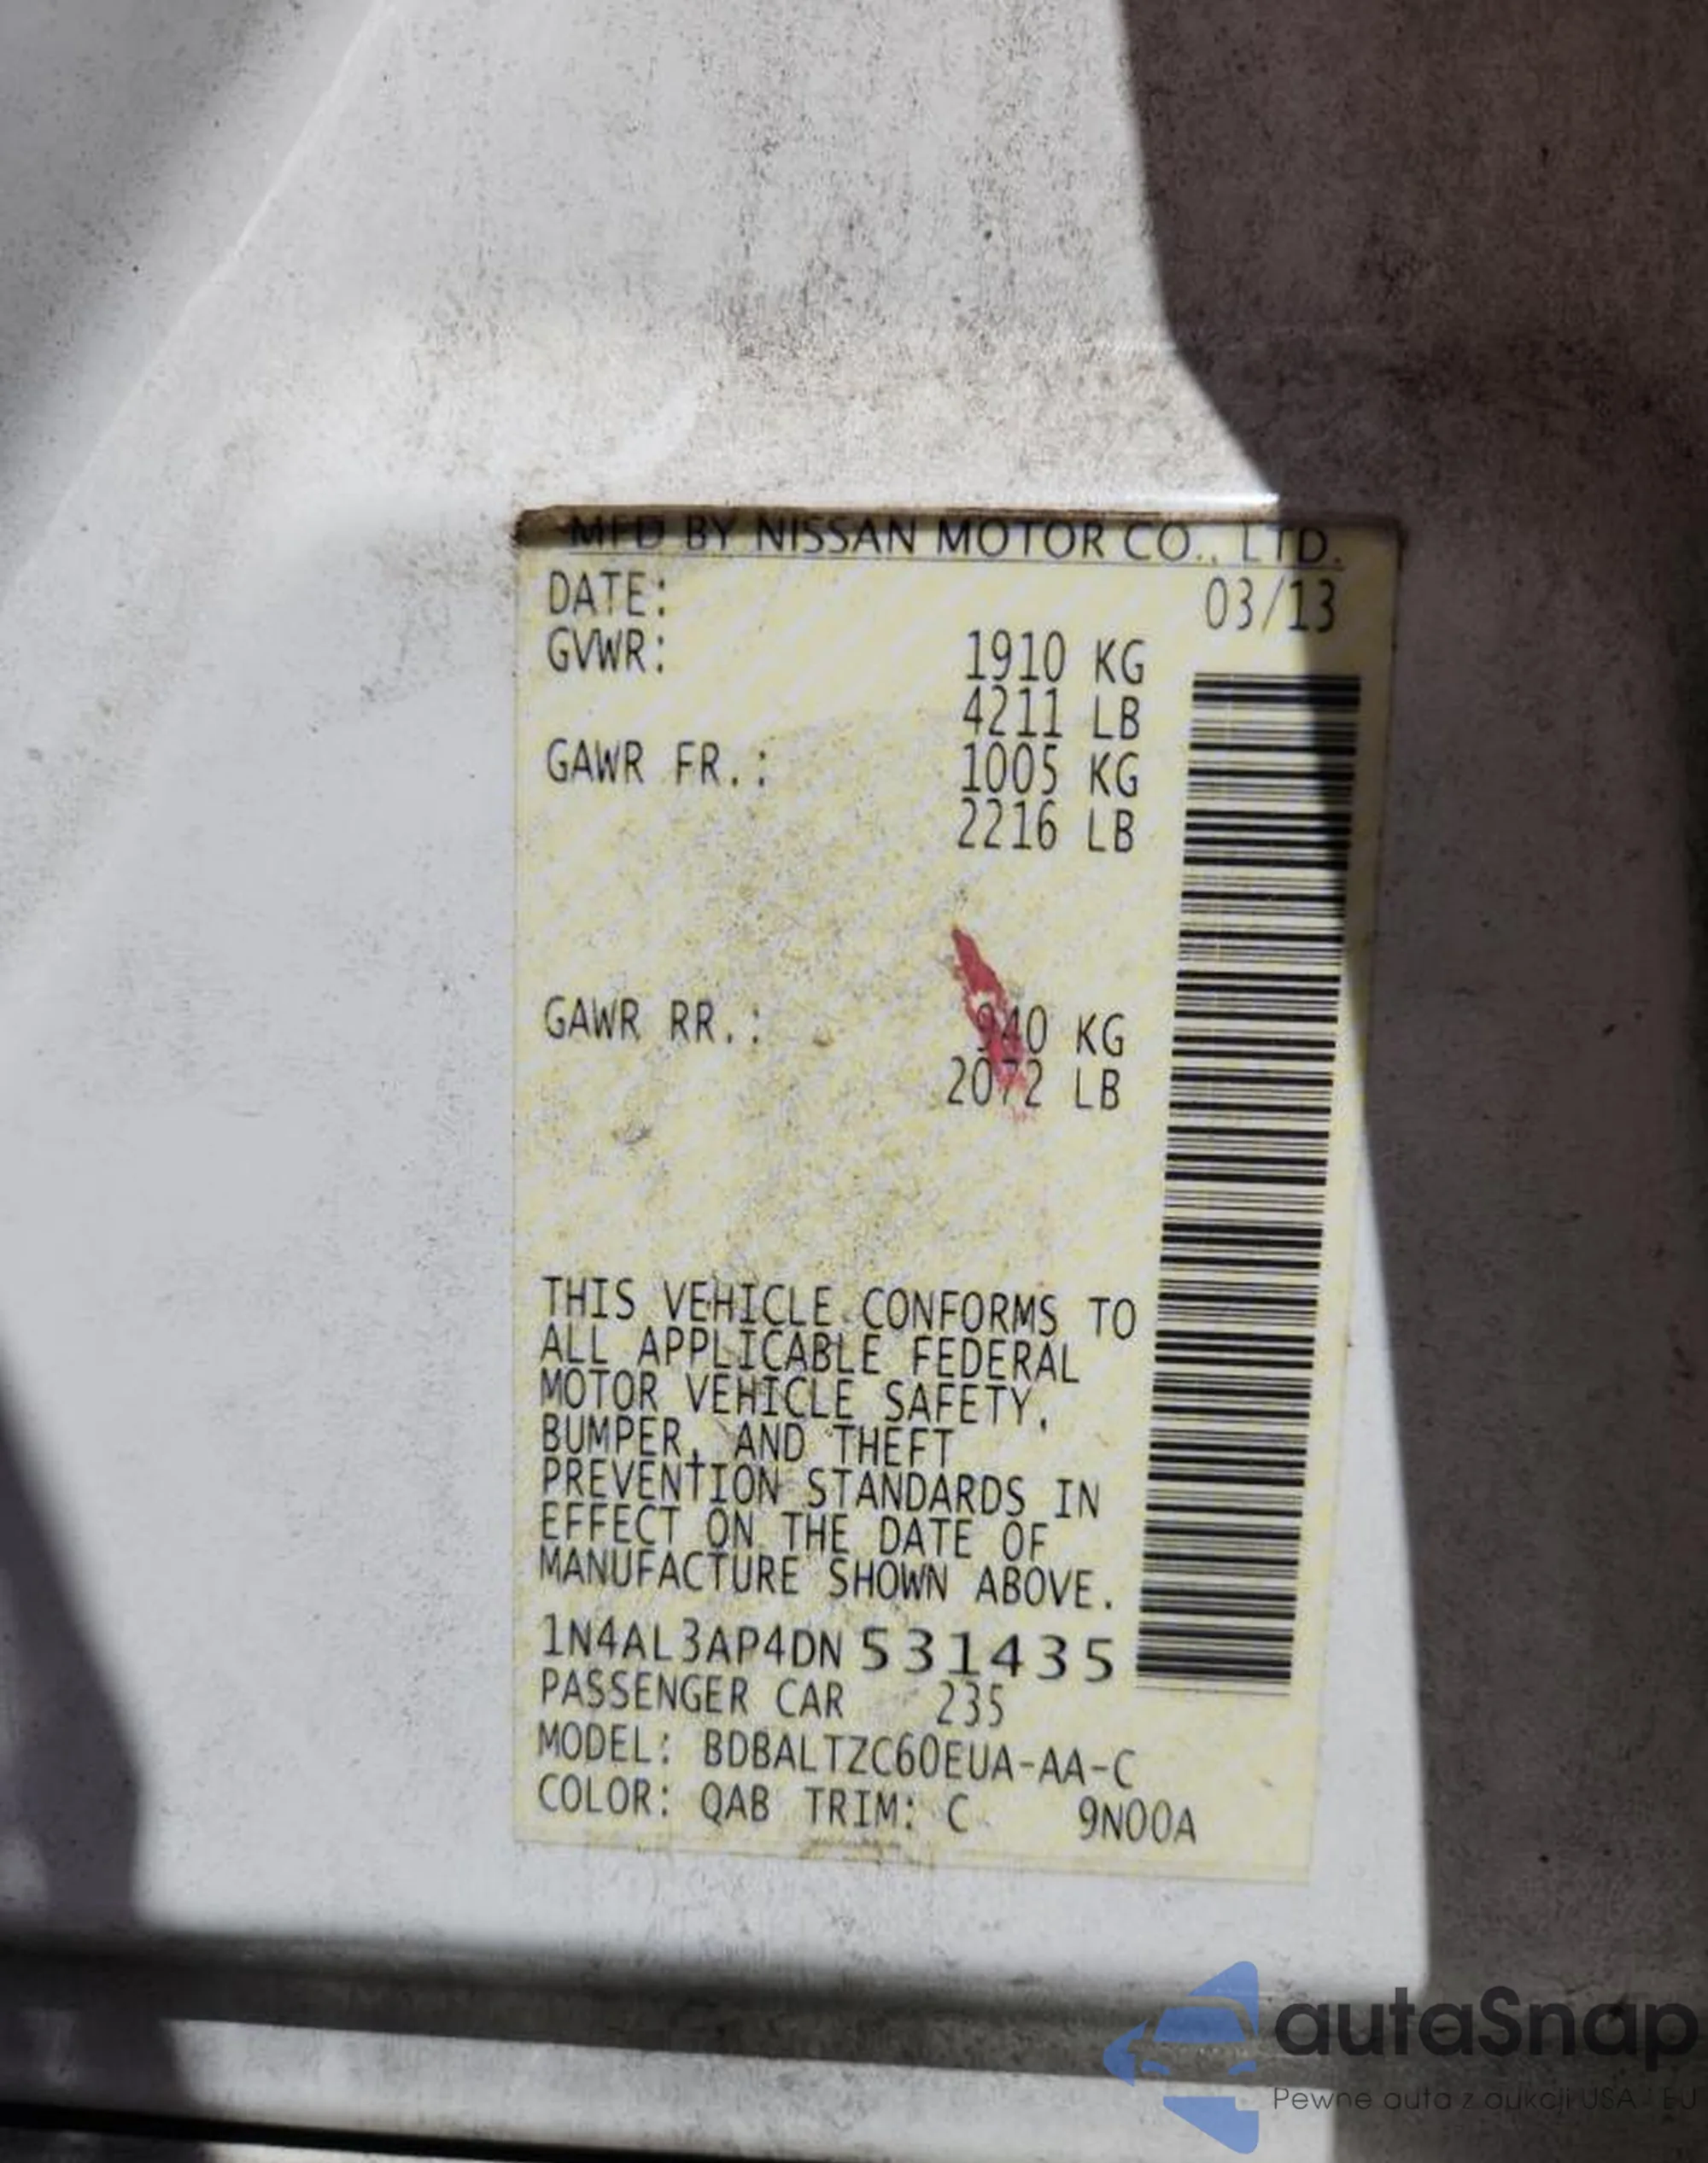 MFD BY NISSAN MOTOR CO., LTD.
DATE: 03/13
GVWR: 1910 KG
4211 LB
GAWR FR.: 1005 KG
2216 LB
GAWR RR.: 940 KG
2072 LB
THIS VEHICLE CONFORMS TO
ALL APPLICABLE FEDERAL
MOTOR VEHICLE SAFETY,
BUMPER, AND THEFT
PREVENTION STANDARDS IN
EFFECT ON THE DATE OF
MANUFACTURE SHOWN ABOVE.
1N4AL3AP4DN531435
PASSENGER CAR 235
MODEL: BDBALTZC60EUA-AA-C
COLOR: QAB TRIM: C 9N00A
autaSnap
Pewne auta z aukcji USA i EU